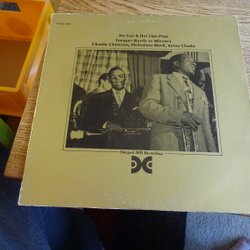 Joe Guy & Hot Lips Page
Trumpet Battle at Minton's
Charlie Christian, Thelonious Monk, Kenny Clarke
Original 1941 Recordings